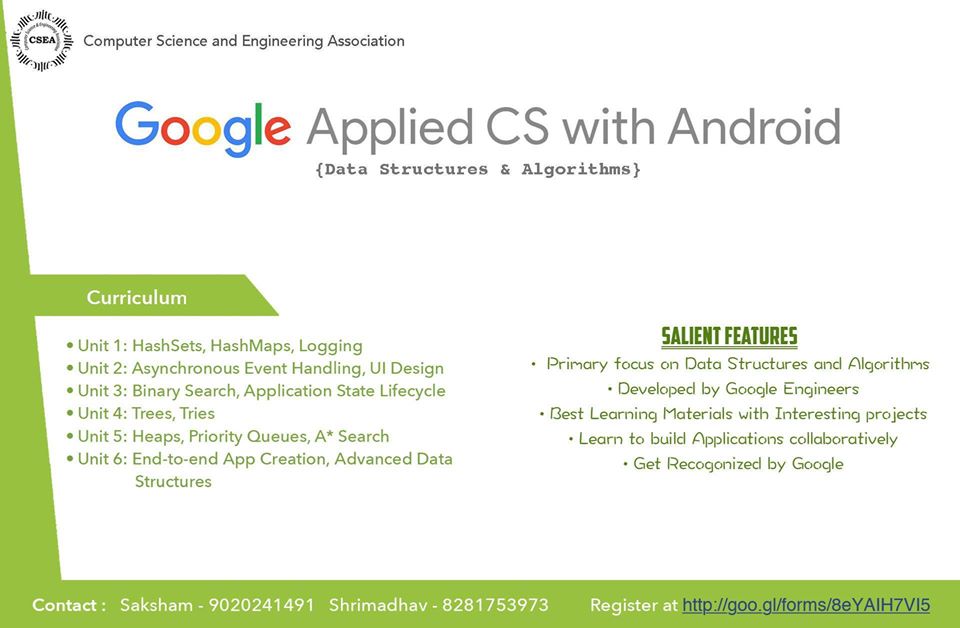 CSEA
Computer Science and Engineering Association
Google Applied CS with Android
{Data Structures & Algorithms}
Curriculum
• Unit 1: HashSets, HashMaps, Logging
• Unit 2: Asynchronous Event Handling, UI Design
• Unit 3: Binary Search, Application State Lifecycle
• Unit 4: Trees, Tries
• Unit 5: Heaps, Priority Queues, A* Search
• Unit 6: End-to-end App Creation, Advanced Data
Structures
SALIENT FEATURES
• Primary focus on Data Structures and Algorithms
• Developed by Google Engineers
• Best Learning Materials with Interesting projects
• Learn to build Applications collaboratively
• Get Recogonized by Google
Contact : Saksham - 9020241491 Shrimadhav - 8281753973 Register at http://goo.gl/forms/8eYAIH7VI5